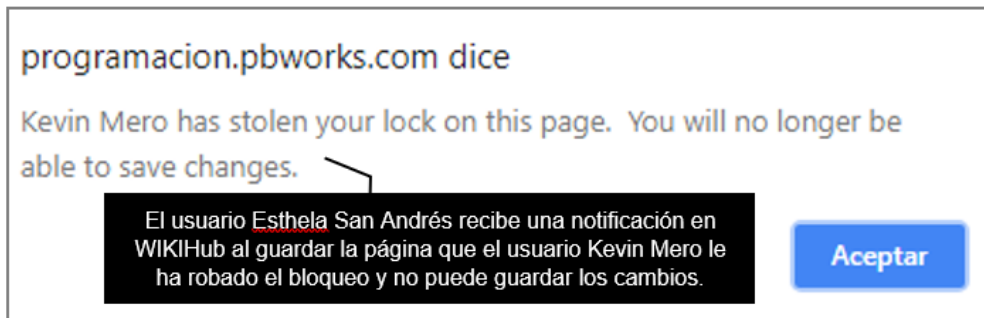 programacion.pbworks.com dice
Kevin Mero has stolen your lock on this page.  You will no longer be
able to save changes.
El usuario Esthela San Andrés recibe una notificación en
WIKIHub al guardar la página que el usuario Kevin Mero le
ha robado el bloqueo y no puede guardar los cambios.
Aceptar